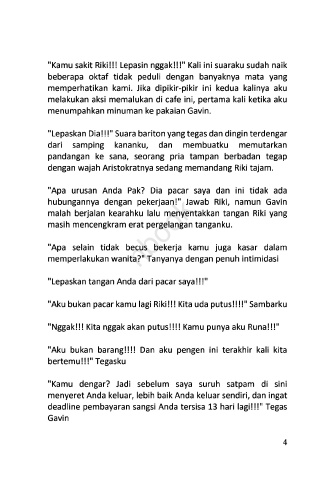 "Kamu sakit Riki!!! Lepasin nggak!!!" Kali ini suaraku sudah naik
beberapa oktaf tidak peduli dengan banyaknya mata yang
memperhatikan kami. Jika dipikir-pikir ini kedua kalinya aku
melakukan aksi memalukan di cafe ini, pertama kali ketika aku
menumpahkan minuman ke pakaian Gavin.
"Lepaskan Dia!!!" Suara bariton yang tegas dan dingin terdengar
dari samping kananku, dan membuatku memutarkan
pandangan ke sana, seorang pria tampan berbadan tegap
dengan wajah Aristokratnya sedang memandang Riki tajam.
"Apa urusan Anda Pak? Dia pacar saya dan ini tidak ada
hubungannya dengan pekerjaan!" Jawab Riki, namun Gavin
malah berjalan kearahku lalu menyentakkan tangan Riki yang
masih mencengkram erat pergelangan tanganku.
"Apa selain tidak becus bekerja kamu juga kasar dalam
memperlakukan wanita?" Tanyanya dengan penuh intimidasi
"Lepaskan tangan Anda dari pacar saya!!!"
"Aku bukan pacar kamu lagi Riki!!! Kita uda putus!!!!" Sambarku
"Nggak!!! Kita nggak akan putus!!!! Kamu punya aku Runa!!!"
"Aku bukan barang!!!! Dan aku pengen ini terakhir kali kita
bertemu!!!" Tegasku
"Kamu dengar? Jadi sebelum saya suruh satpam di sini
menyeret Anda keluar, lebih baik Anda keluar sendiri, dan ingat
deadline pembayaran sangsi Anda tersisa 13 hari lagi!!!" Tegas
Gavin
4